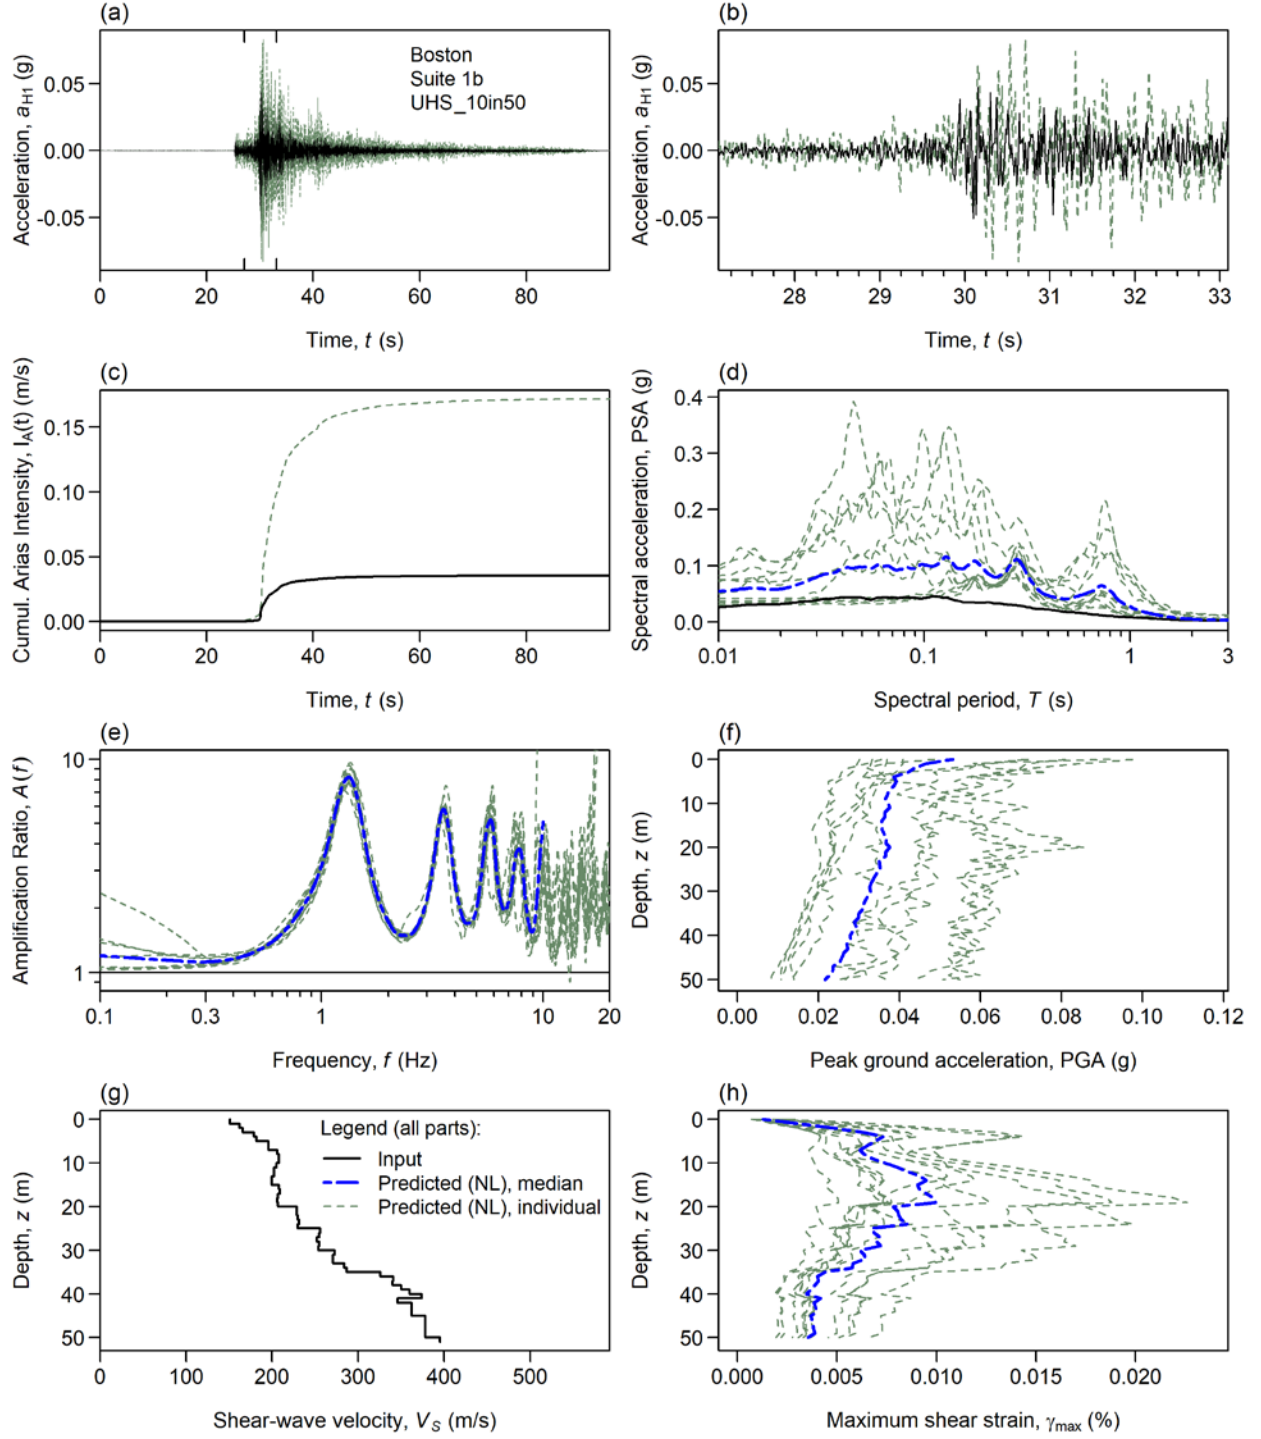 (a)
Acceleration, aH1 (g)
0.05
0.00
-0.05
Boston
Suite 1b
UHS_10in50
0 20 40 60 80
Time, t (s)
(b)
Acceleration, aH1 (g)
0.05
0.00
-0.05
28 29 30 31 32 33
Time, t (s)
(c)
Cumul. Arias Intensity, IA(t) (m/s)
0.15
0.10
0.05
0.00
0 20 40 60 80
Time, t (s)
(d)
Spectral acceleration, PSA (g)
0.4
0.3
0.2
0.1
0.0
0.01 0.1 1 3
Spectral period, T (s)
(e)
Amplification Ratio, A(f)
10
1
0.1 0.3 1 10 20
Frequency, f (Hz)
(f)
Depth, z (m)
0
10
20
30
40
50
0.00 0.02 0.04 0.06 0.08 0.10 0.12
Peak ground acceleration, PGA (g)
(g)
Depth, z (m)
0
10
20
30
40
50
Legend (all parts):
Input
Predicted (NL), median
Predicted (NL), individual
0 100 200 300 400 500
Shear-wave velocity, VS (m/s)
(h)
Depth, z (m)
0
10
20
30
40
50
0.000 0.005 0.010 0.015 0.020
Maximum shear strain, γmax (%)